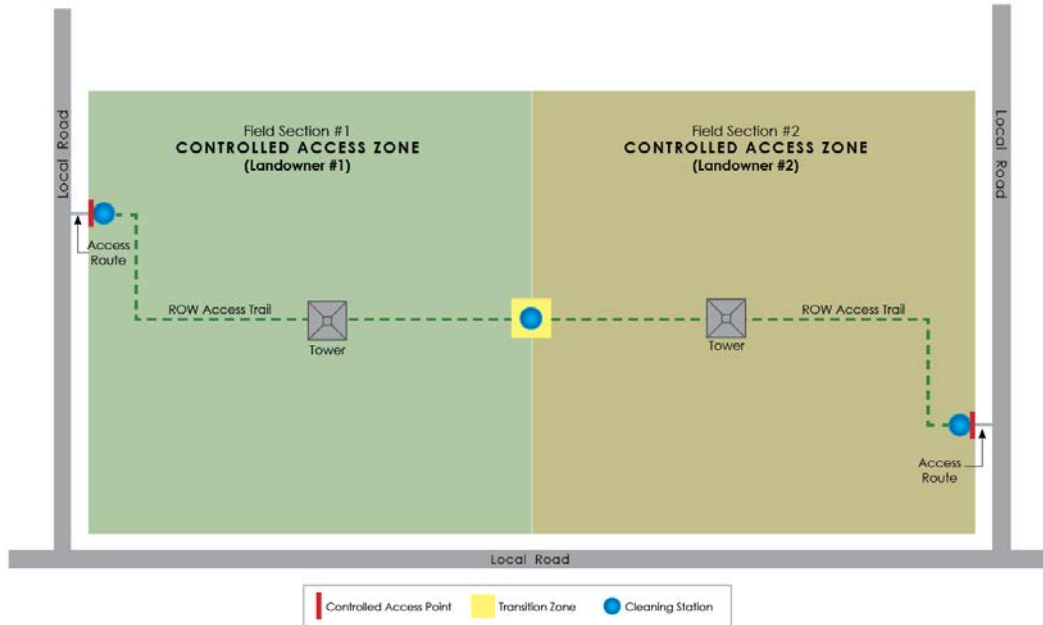 Field Section #1
CONTROLLED ACCESS ZONE
(Landowner #1)
Field Section #2
CONTROLLED ACCESS ZONE
(Landowner #2)
Local Road
Local Road
Access
Route
ROW Access Trail
Tower
Tower
ROW Access Trail
Access
Route
Local Road
Controlled Access Point
Transition Zone
Cleaning Station